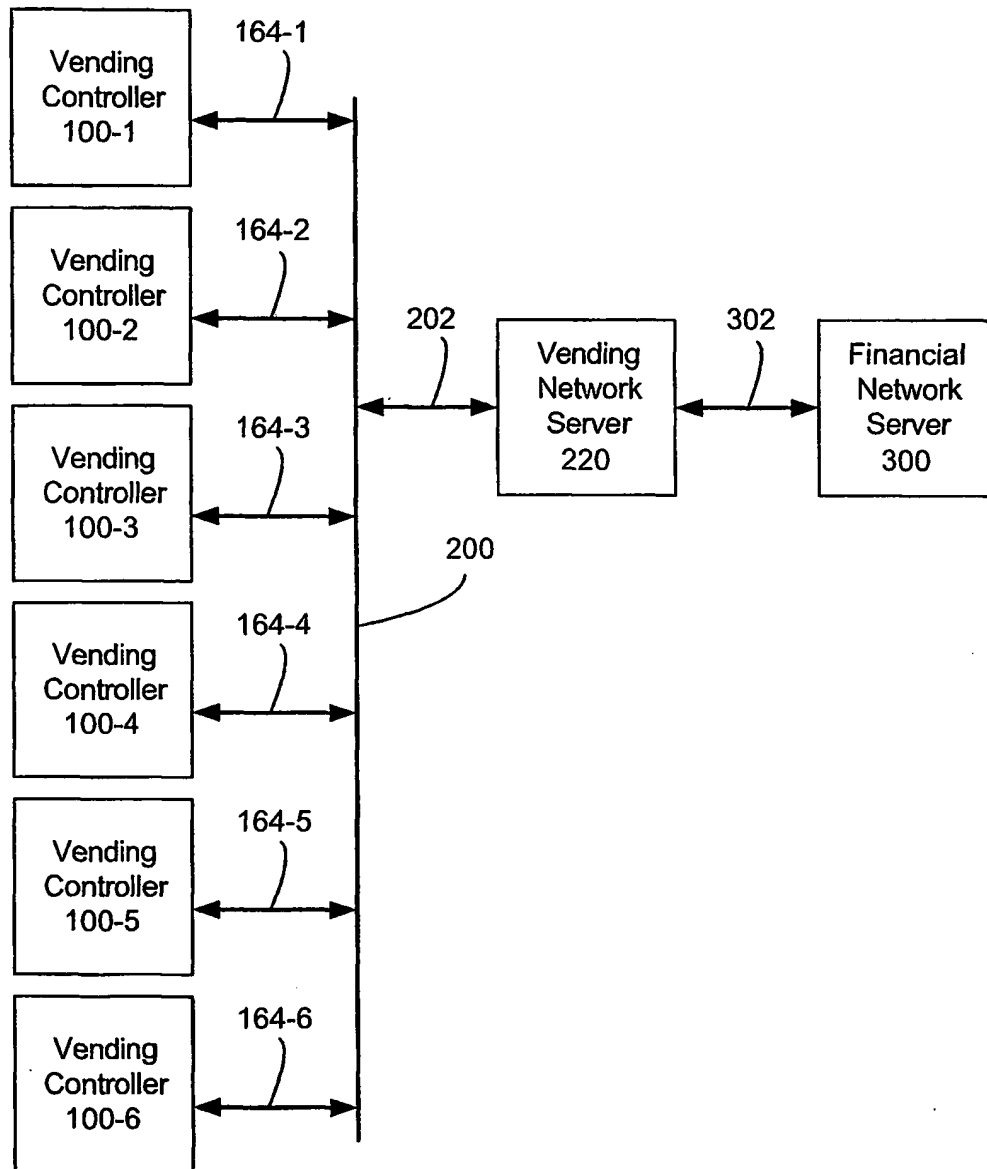 164-1
Vending
Controller
100-1
164-2
Vending
Controller
100-2
202
302
Vending
Network
Server
220
Financial
Network
Server
300
164-3
Vending
Controller
100-3
200
164-4
Vending
Controller
100-4
164-5
Vending
Controller
100-5
164-6
Vending
Controller
100-6